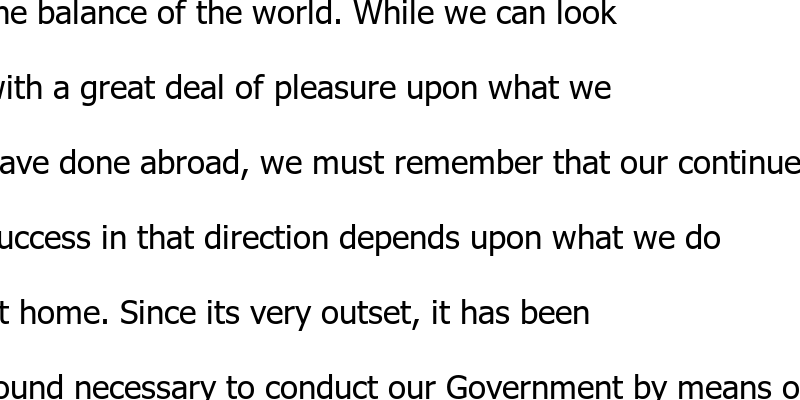 he balance of the world. While we can look
with a great deal of pleasure upon what we
ave done abroad, we must remember that our continue
uccess in that direction depends upon what we do
t home. Since its very outset, it has been
ound necessary to conduct our Government by means o